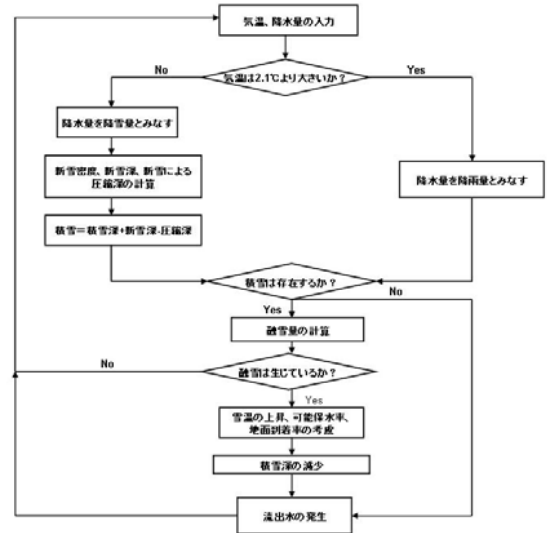 気温、降水量の入力
気温は2.1℃より大きいか？
No
Yes
降水量を降雪量とみなす
新雪密度、新雪深、新雪による
圧縮深の計算
降水量を降雨量とみなす
積雪=積雪深+新雪深-圧縮深
積雪は存在するか？
No
Yes
融雪量の計算
No
融雪は生じているか？
Yes
雪温の上昇、可能保水率、
地面到着率の考慮
積雪深の減少
流出水の発生